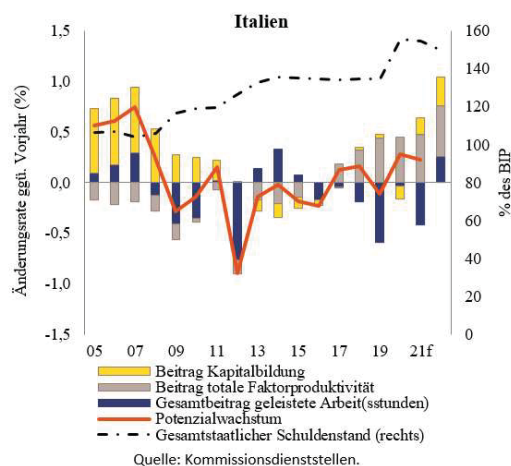 Italien
1,5
1,0
0,5
0,0
-0,5
-1,0
-1,5
Änderungsrate ggü. Vorjahr (%)
160
140
120
100
80
60
40
20
0
% des BIP
05 07 09 11 13 15 17 19 21f
Beitrag Kapitalbildung
Beitrag totale Faktorproduktivität
Gesamtbeitrag geleistete Arbeit(sstunden)
Potenzialwachstum
Gesamtstaatlicher Schuldenstand (rechts)
Quelle: Kommissionsdienststellen.